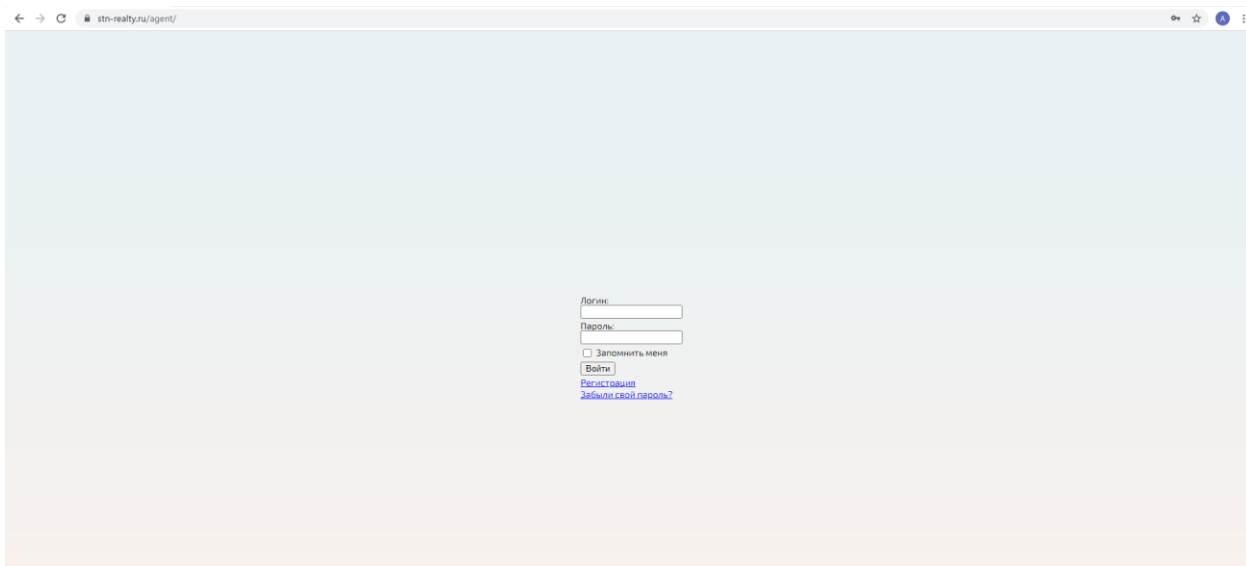 stn-realty.ru/agent/
A
Логин:
Пароль:
Запомнить меня
Войти
Регистрация
Забыли свой пароль?